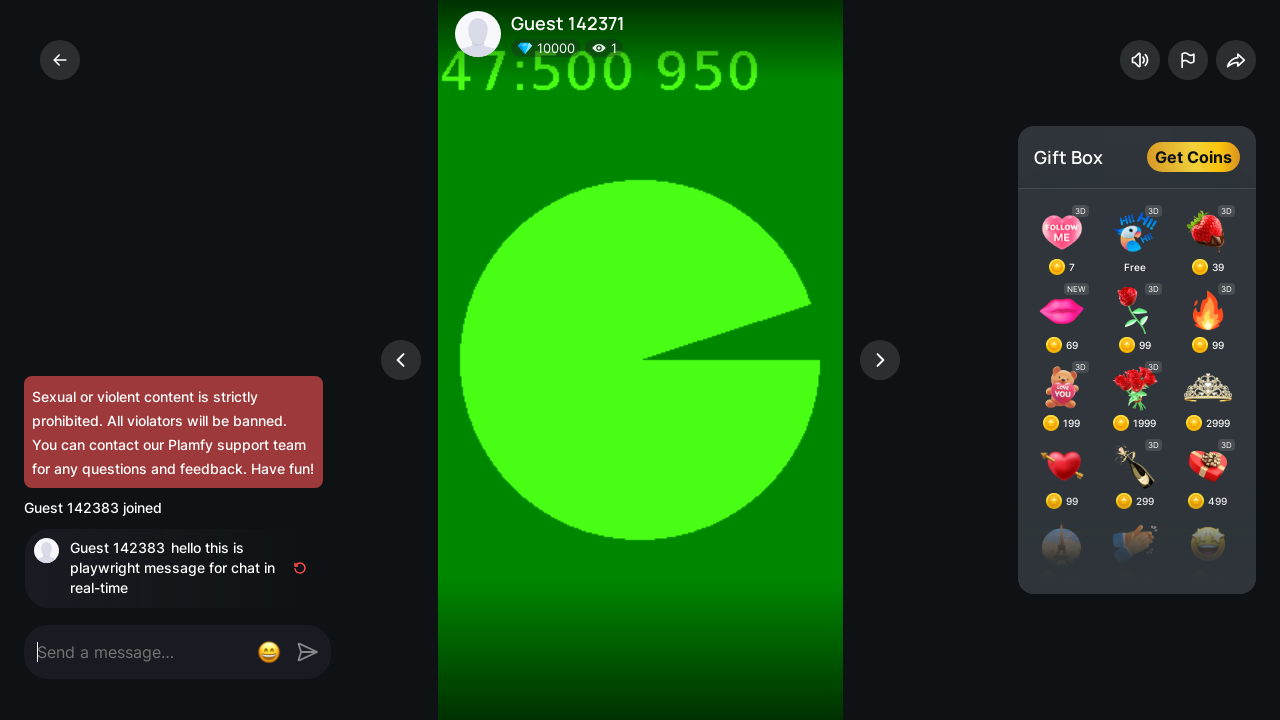 Guest 142371
10000
1
47:500 950
Gift Box
Get Coins
3D
FOLLOW
ME
7
3D
Hi! Hi!
Hi!
Free
3D
39
NEW
69
3D
99
3D
99
3D
LOVE
YOU
199
3D
1999
2999
99
3D
299
3D
499
Sexual or violent content is strictly
prohibited. All violators will be banned.
You can contact our Plamfy support team
for any questions and feedback. Have fun!
Guest 142383 joined
Guest 142383 hello this is
playwright message for chat in
real-time
Send a message...